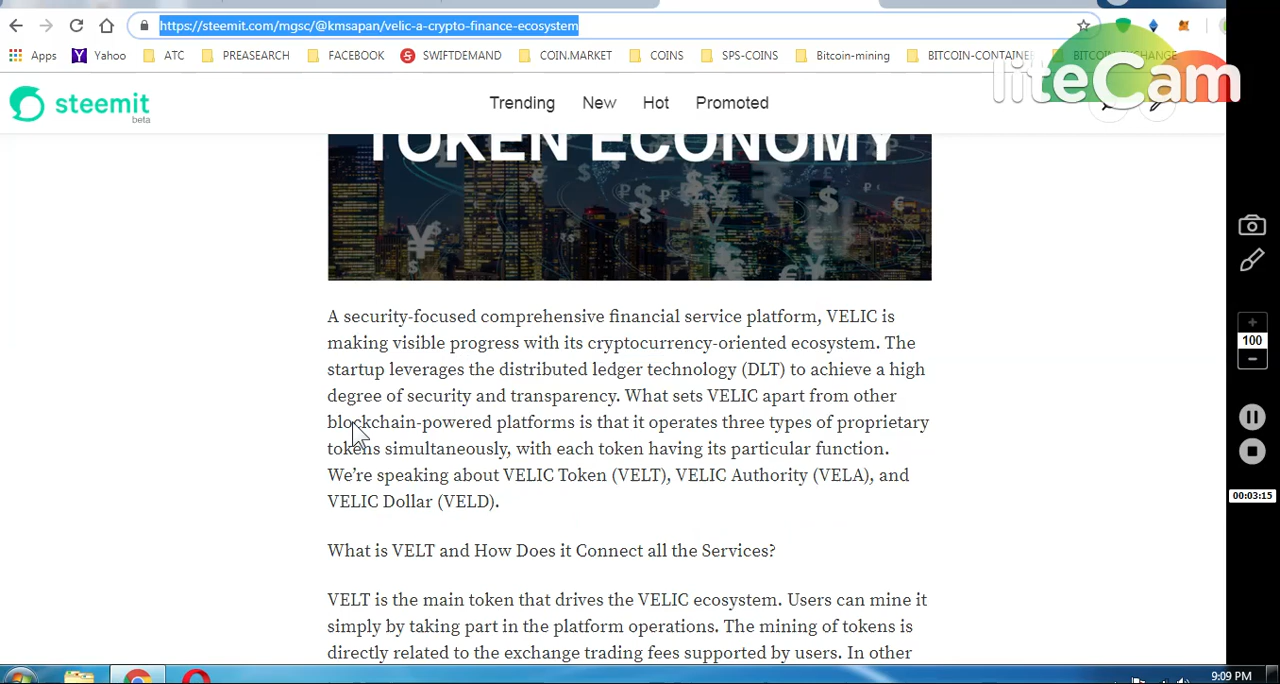 https://steemit.com/mgsc/@kmsapan/velic-a-crypto-finance-ecosystem
Apps Yahoo ATC PREASEARCH FACEBOOK SWIFTDEMAND COIN.MARKET COINS SPS-COINS Bitcoin-mining BITCOIN-CONTAINE BITCOIN-EXCHANGE
liteCam
steemit
beta
Trending New Hot Promoted
TOKEN ECONOMY
A security-focused comprehensive financial service platform, VELIC is
making visible progress with its cryptocurrency-oriented ecosystem. The
startup leverages the distributed ledger technology (DLT) to achieve a high
degree of security and transparency. What sets VELIC apart from other
blockchain-powered platforms is that it operates three types of proprietary
tokens simultaneously, with each token having its particular function.
We're speaking about VELIC Token (VELT), VELIC Authority (VELA), and
VELIC Dollar (VELD).
What is VELT and How Does it Connect all the Services?
VELT is the main token that drives the VELIC ecosystem. Users can mine it
simply by taking part in the platform operations. The mining of tokens is
directly related to the exchange trading fees supported by users. In other
100
00:03:15
9:09 PM